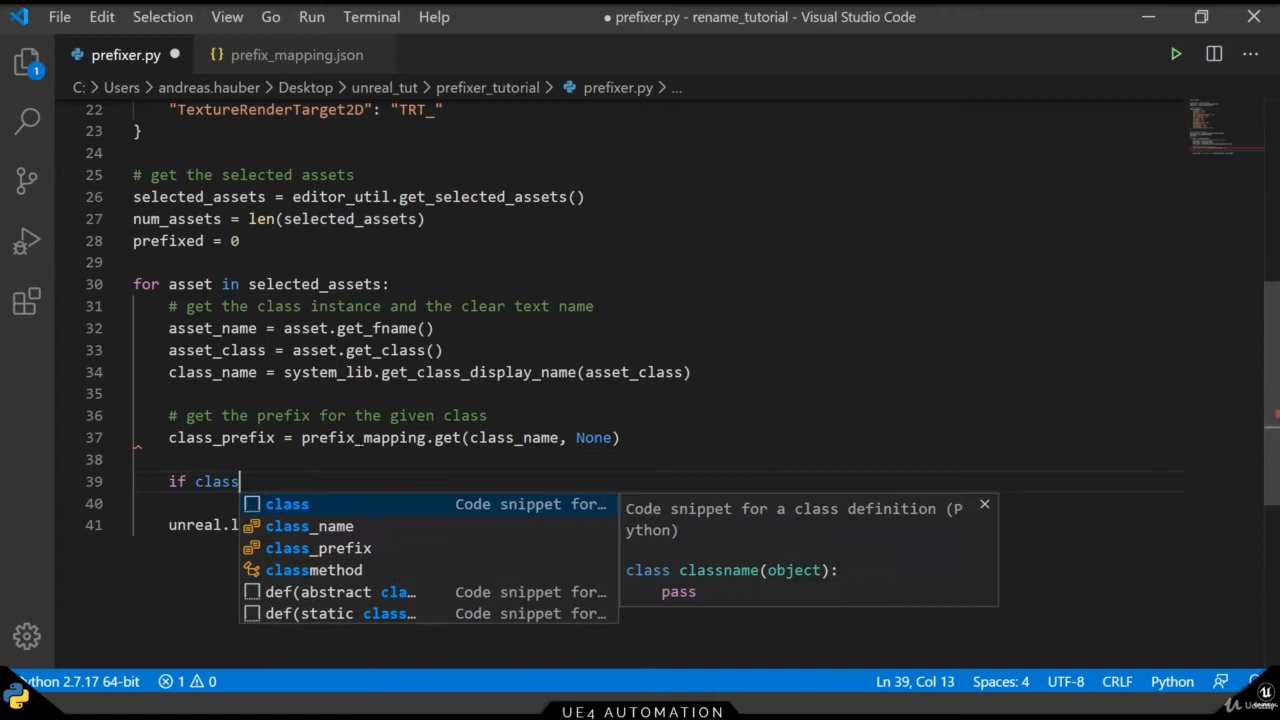 File Edit Selection View Go Run Terminal Help ● prefixer.py - rename_tutorial - Visual Studio Code
prefixer.py ● {} prefix_mapping.json
C: > Users > andreas.hauber > Desktop > unreal_tut > prefixer_tutorial > prefixer.py > ...
1
22 "TextureRenderTarget2D": "TRT_"
23 }
24
25 # get the selected assets
26 selected_assets = editor_util.get_selected_assets()
27 num_assets = len(selected_assets)
28 prefixed = 0
29
30 for asset in selected_assets:
31 # get the class instance and the clear text name
32 asset_name = asset.get_fname()
33 asset_class = asset.get_class()
34 class_name = system_lib.get_class_display_name(asset_class)
35
36 # get the prefix for the given class
37 class_prefix = prefix_mapping.get(class_name, None)
38
39 if class
40
41 unreal.l
class Code snippet for…
class_name
class_prefix
classmethod
def(abstract cla… Code snippet for…
def(static class… Code snippet for…
Code snippet for a class definition (P
ython)
class classname(object):
pass
ython 2.7.17 64-bit 1 0 Ln 39, Col 13 Spaces: 4 UTF-8 CRLF Python
UE4 AUTOMATION
Udemy